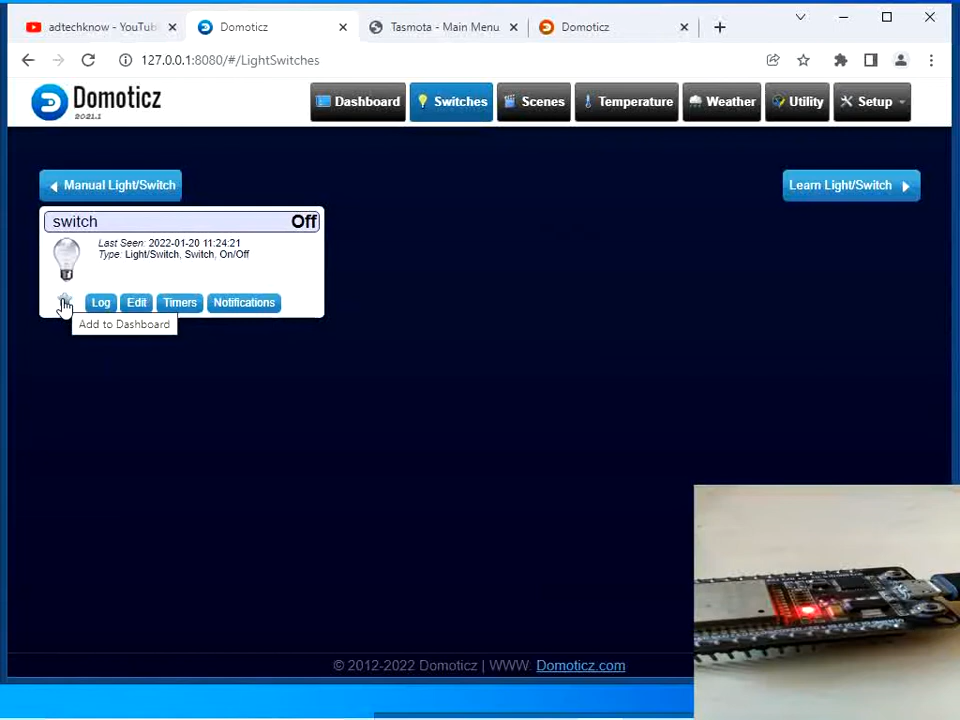 adtechknow - YouTub
Domoticz
Tasmota - Main Menu
Domoticz
127.0.0.1:8080/#/LightSwitches
Domoticz
2021.1
Dashboard
Switches
Scenes
Temperature
Weather
Utility
Setup
Manual Light/Switch
Learn Light/Switch
switch
Off
Last Seen: 2022-01-20 11:24:21
Type: Light/Switch, Switch, On/Off
Log
Edit
Timers
Notifications
Add to Dashboard
© 2012-2022 Domoticz | WWW. Domoticz.com